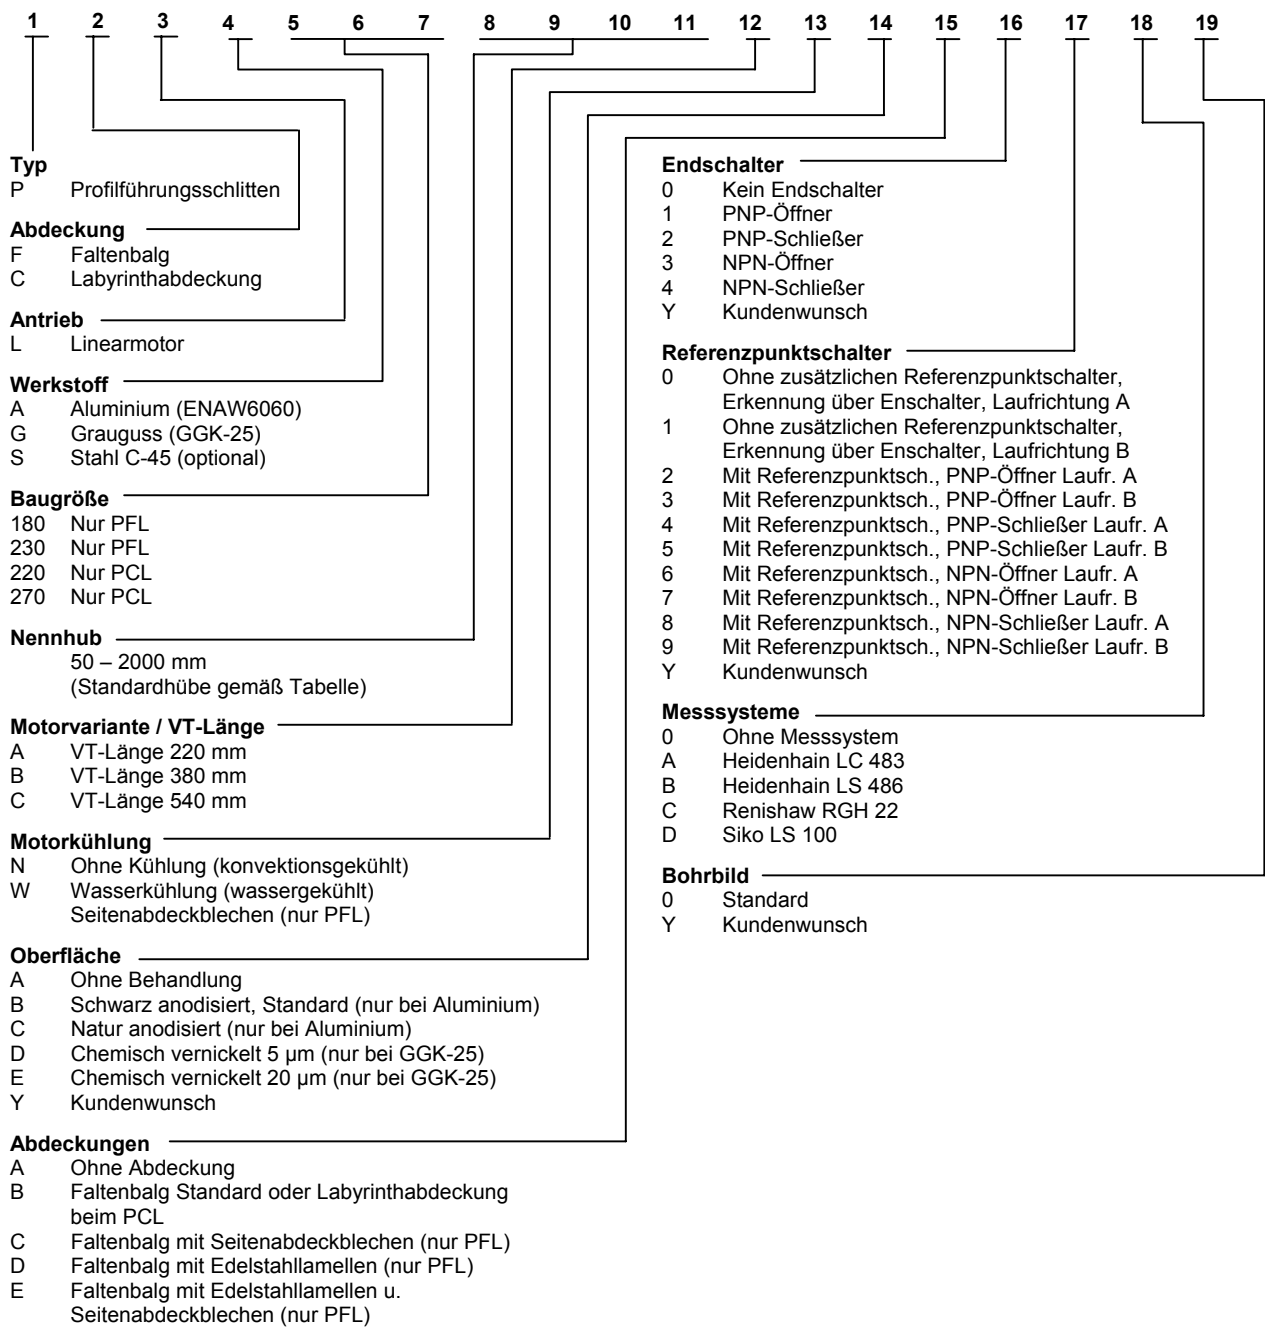 1 2 3 4 5 6 7 8 9 10 11 12 13 14 15 16 17 18 19
Typ
P Profilführungsschlitten
Abdeckung
F Faltenbalg
C Labyrinthabdeckung
Antrieb
L Linearmotor
Werkstoff
A Aluminium (ENAW6060)
G Grauguss (GGK-25)
S Stahl C-45 (optional)
Baugröße
180 Nur PFL
230 Nur PFL
220 Nur PCL
270 Nur PCL
Nennhub
50 – 2000 mm
(Standardhübe gemäß Tabelle)
Motorvariante / VT-Länge
A VT-Länge 220 mm
B VT-Länge 380 mm
C VT-Länge 540 mm
Motorkühlung
N Ohne Kühlung (konvektionsgekühlt)
W Wasserkühlung (wassergekühlt)
Seitenabdeckblechen (nur PFL)
Oberfläche
A Ohne Behandlung
B Schwarz anodisiert, Standard (nur bei Aluminium)
C Natur anodisiert (nur bei Aluminium)
D Chemisch vernickelt 5 µm (nur bei GGK-25)
E Chemisch vernickelt 20 µm (nur bei GGK-25)
Y Kundenwunsch
Abdeckungen
A Ohne Abdeckung
B Faltenbalg Standard oder Labyrinthabdeckung
beim PCL
C Faltenbalg mit Seitenabdeckblechen (nur PFL)
D Faltenbalg mit Edelstahllamellen (nur PFL)
E Faltenbalg mit Edelstahllamellen u.
Seitenabdeckblechen (nur PFL)
Endschalter
0 Kein Endschalter
1 PNP-Öffner
2 PNP-Schließer
3 NPN-Öffner
4 NPN-Schließer
Y Kundenwunsch
Referenzpunktschalter
0 Ohne zusätzlichen Referenzpunktschalter,
Erkennung über Enschalter, Laufrichtung A
1 Ohne zusätzlichen Referenzpunktschalter,
Erkennung über Enschalter, Laufrichtung B
2 Mit Referenzpunktsch., PNP-Öffner Laufr. A
3 Mit Referenzpunktsch., PNP-Öffner Laufr. B
4 Mit Referenzpunktsch., PNP-Schließer Laufr. A
5 Mit Referenzpunktsch., PNP-Schließer Laufr. B
6 Mit Referenzpunktsch., NPN-Öffner Laufr. A
7 Mit Referenzpunktsch., NPN-Öffner Laufr. B
8 Mit Referenzpunktsch., NPN-Schließer Laufr. A
9 Mit Referenzpunktsch., NPN-Schließer Laufr. B
Y Kundenwunsch
Messsysteme
0 Ohne Messsystem
A Heidenhain LC 483
B Heidenhain LS 486
C Renishaw RGH 22
D Siko LS 100
Bohrbild
0 Standard
Y Kundenwunsch